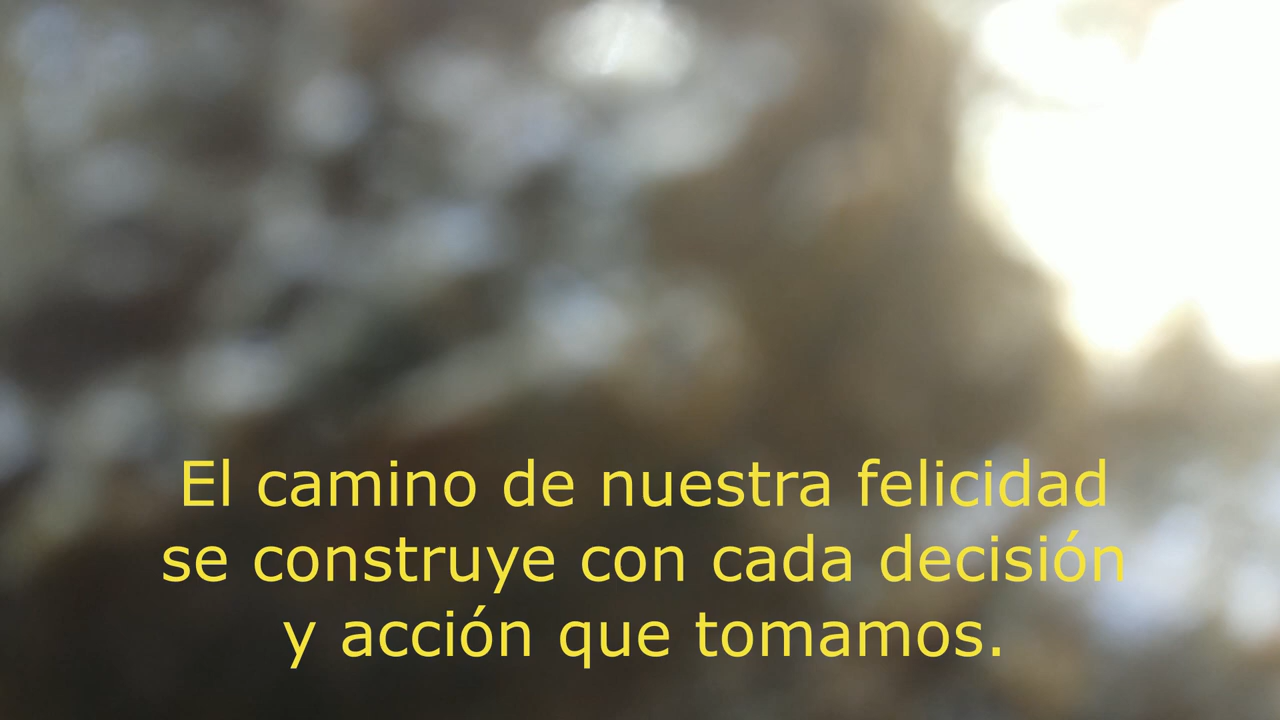 El camino de nuestra felicidad
se construye con cada decisión
y acción que tomamos.